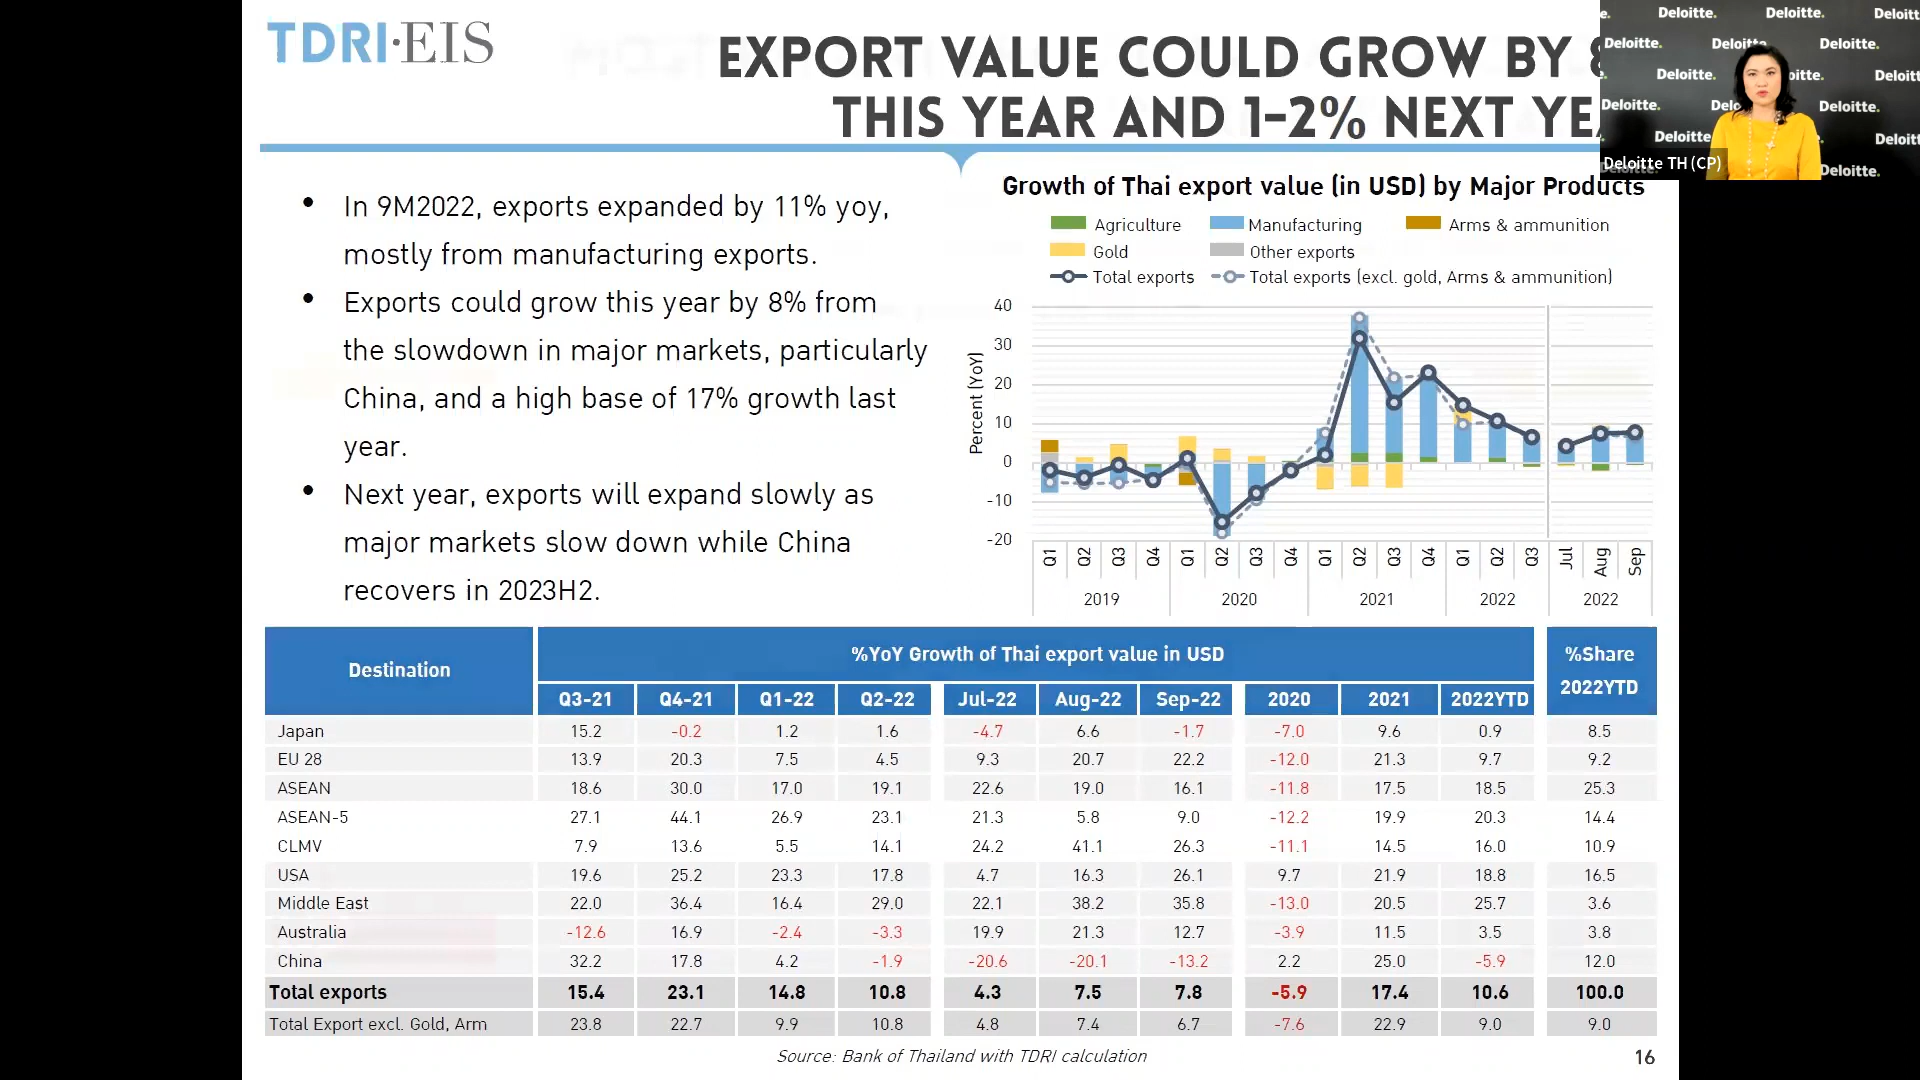 TDRI·EIS
EXPORT VALUE COULD GROW BY
THIS YEAR AND 1-2% NEXT
Deloitte.
Deloitte.
Deloitte.
Deloitte.
Deloitte.
Deloitte.
Deloitte.
Deloitte.
Deloitte.
Deloitte.
Deloitte.
Deloitte TH (CP)
• In 9M2022, exports expanded by 11% yoy,
mostly from manufacturing exports.
• Exports could grow this year by 8% from
the slowdown in major markets, particularly
China, and a high base of 17% growth last
year.
• Next year, exports will expand slowly as
major markets slow down while China
recovers in 2023H2.
Growth of Thai export value (in USD) by Major Products
Agriculture Manufacturing Arms & ammunition
Gold Other exports
Total exports Total exports (excl. gold, Arms & ammunition)
Percent (YoY)
40
30
20
10
0
-10
-20
Q1 Q2 Q3 Q4 Q1 Q2 Q3 Q4 Q1 Q2 Q3 Q4 Q1 Q2 Q3 Jul Aug Sep
2019 2020 2021 2022 2022
Destination %YoY Growth of Thai export value in USD %Share
2022YTD
Q3-21 Q4-21 Q1-22 Q2-22 Jul-22 Aug-22 Sep-22 2020 2021 2022YTD
Japan 15.2 -0.2 1.2 1.6 -4.7 6.6 -1.7 -7.0 9.6 0.9 8.5
EU 28 13.9 20.3 7.5 4.5 9.3 20.7 22.2 -12.0 21.3 9.7 9.2
ASEAN 18.6 30.0 17.0 19.1 22.6 19.0 16.1 -11.8 17.5 18.5 25.3
ASEAN-5 27.1 44.1 26.9 23.1 21.3 5.8 9.0 -12.2 19.9 20.3 14.4
CLMV 7.9 13.6 5.5 14.1 24.2 41.1 26.3 -11.1 14.5 16.0 10.9
USA 19.6 25.2 23.3 17.8 4.7 16.3 26.1 9.7 21.9 18.8 16.5
Middle East 22.0 36.4 16.4 29.0 22.1 38.2 35.8 -13.0 20.5 25.7 3.6
Australia -12.6 16.9 -2.4 -3.3 19.9 21.3 12.7 -3.9 11.5 3.5 3.8
China 32.2 17.8 4.2 -1.9 -20.6 -20.1 -13.2 2.2 25.0 -5.9 12.0
Total exports 15.4 23.1 14.8 10.8 4.3 7.5 7.8 -5.9 17.4 10.6 100.0
Total Export excl. Gold, Arm 23.8 22.7 9.9 10.8 4.8 7.4 6.7 -7.6 22.9 9.0 9.0
Source: Bank of Thailand with TDRI calculation
16